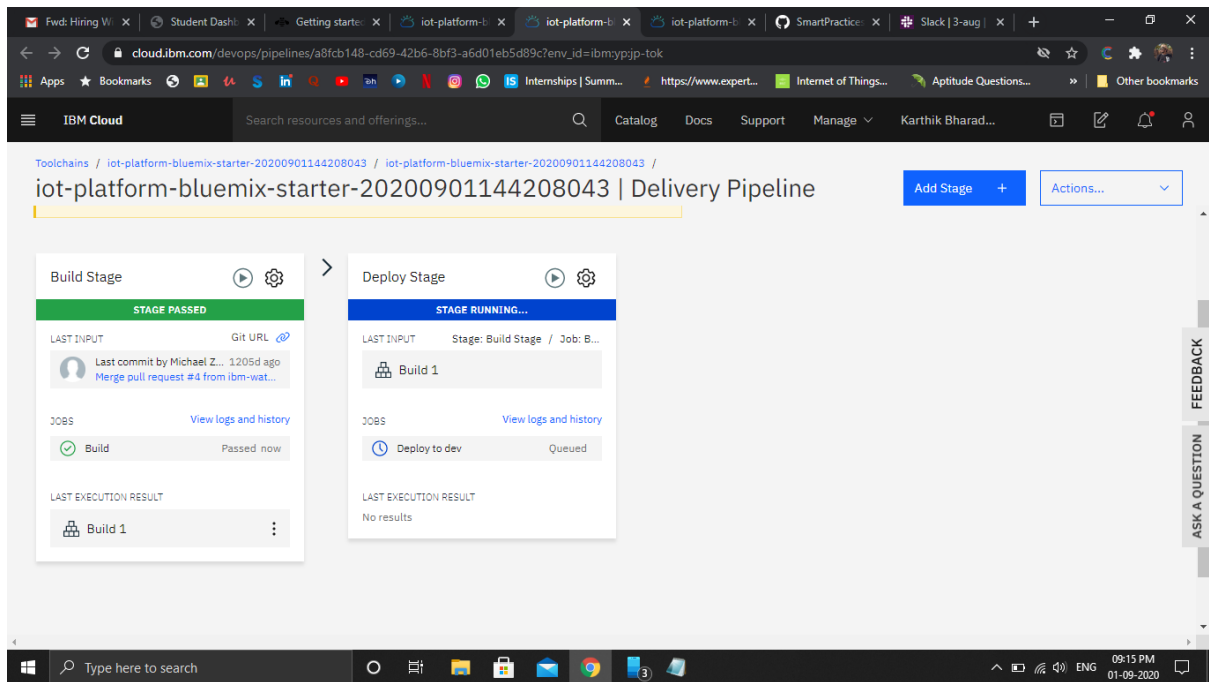 Fwd: Hiring Wi
Student Dashb
Getting started
iot-platform-b
iot-platform-b
iot-platform-b
SmartPractices
Slack | 3-aug |
cloud.ibm.com/devops/pipelines/a8fcb148-cd69-42b6-8bf3-a6d01eb5d89c?env_id=ibm:yp:jp-tok
Apps
Bookmarks
Internships | Summ...
https://www.expert...
Internet of Things...
Aptitude Questions...
»
Other bookmarks
IBM Cloud
Search resources and offerings...
Catalog
Docs
Support
Manage
Karthik Bharad...
Toolchains / iot-platform-bluemix-starter-20200901144208043 / iot-platform-bluemix-starter-20200901144208043 /
iot-platform-bluemix-starter-20200901144208043 | Delivery Pipeline
Add Stage +
Actions...
Build Stage
STAGE PASSED
LAST INPUT Git URL
Last commit by Michael Z... 1205d ago
Merge pull request #4 from ibm-wat...
JOBS View logs and history
Build Passed now
LAST EXECUTION RESULT
Build 1
Deploy Stage
STAGE RUNNING...
LAST INPUT Stage: Build Stage / Job: B...
Build 1
JOBS View logs and history
Deploy to dev Queued
LAST EXECUTION RESULT
No results
FEEDBACK
ASK A QUESTION
Type here to search
3
ENG
09:15 PM
01-09-2020